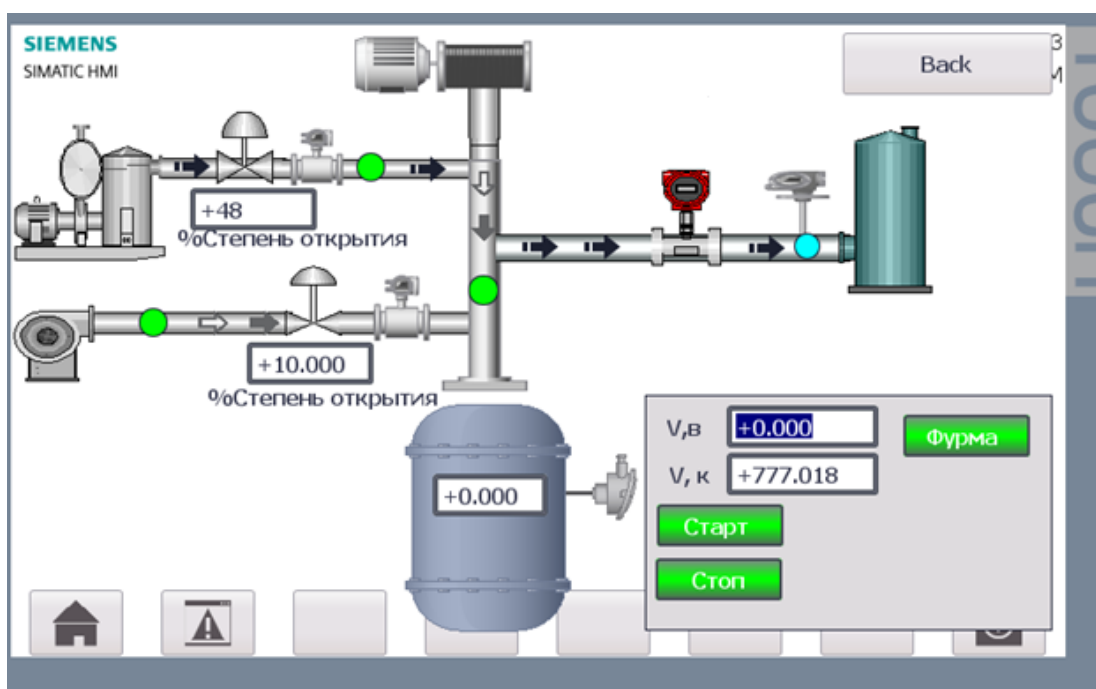 SIEMENS
SIMATIC HMI
Back
+48
%Степень открытия
+10.000
%Степень открытия
V,в +0.000
Фурма
V, к +777.018
+0.000
Старт
Стоп